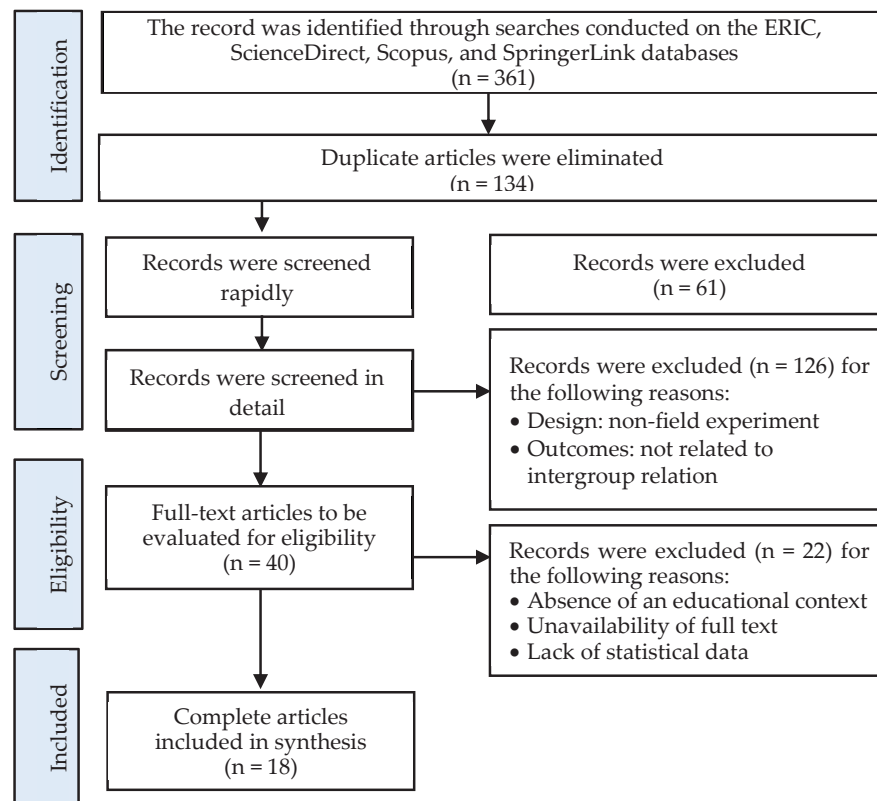 Identification
The record was identified through searches conducted on the ERIC,
ScienceDirect, Scopus, and SpringerLink databases
(n = 361)
Duplicate articles were eliminated
(n = 134)
Screening
Records were screened
rapidly
Records were excluded
(n = 61)
Records were screened in
detail
Records were excluded (n = 126) for
the following reasons:
• Design: non-field experiment
• Outcomes: not related to
intergroup relation
Eligibility
Full-text articles to be
evaluated for eligibility
(n = 40)
Records were excluded (n = 22) for
the following reasons:
• Absence of an educational context
• Unavailability of full text
• Lack of statistical data
Included
Complete articles
included in synthesis
(n = 18)